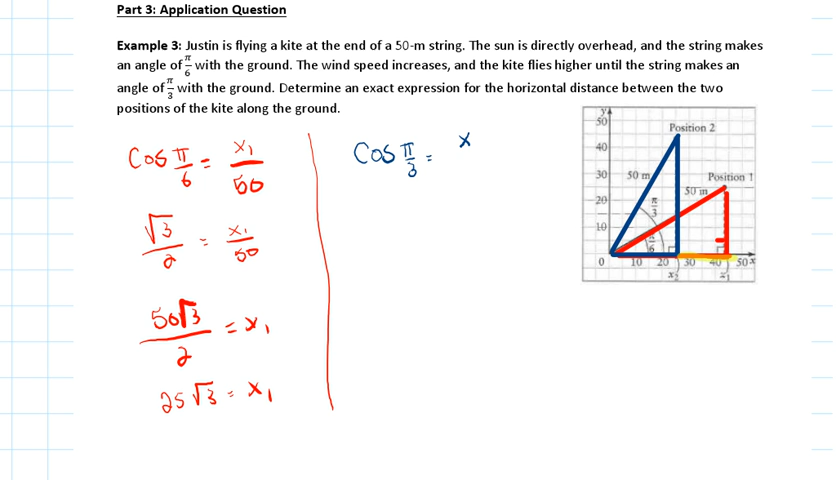 Part 3: Application Question
Example 3: Justin is flying a kite at the end of a 50-m string. The sun is directly overhead, and the string makes
an angle of π/6 with the ground. The wind speed increases, and the kite flies higher until the string makes an
angle of π/3 with the ground. Determine an exact expression for the horizontal distance between the two
positions of the kite along the ground.
Cos π/6 = x₁/50
√3/2 = x₁/50
50√3/2 = x₁
25√3 = x₁
Cos π/3 = x
y
50
Position 2
40
30 50 m Position 1
50 m
20 π/3
10 π/6
0 10 20 30 40 50 x
x₂ x₁